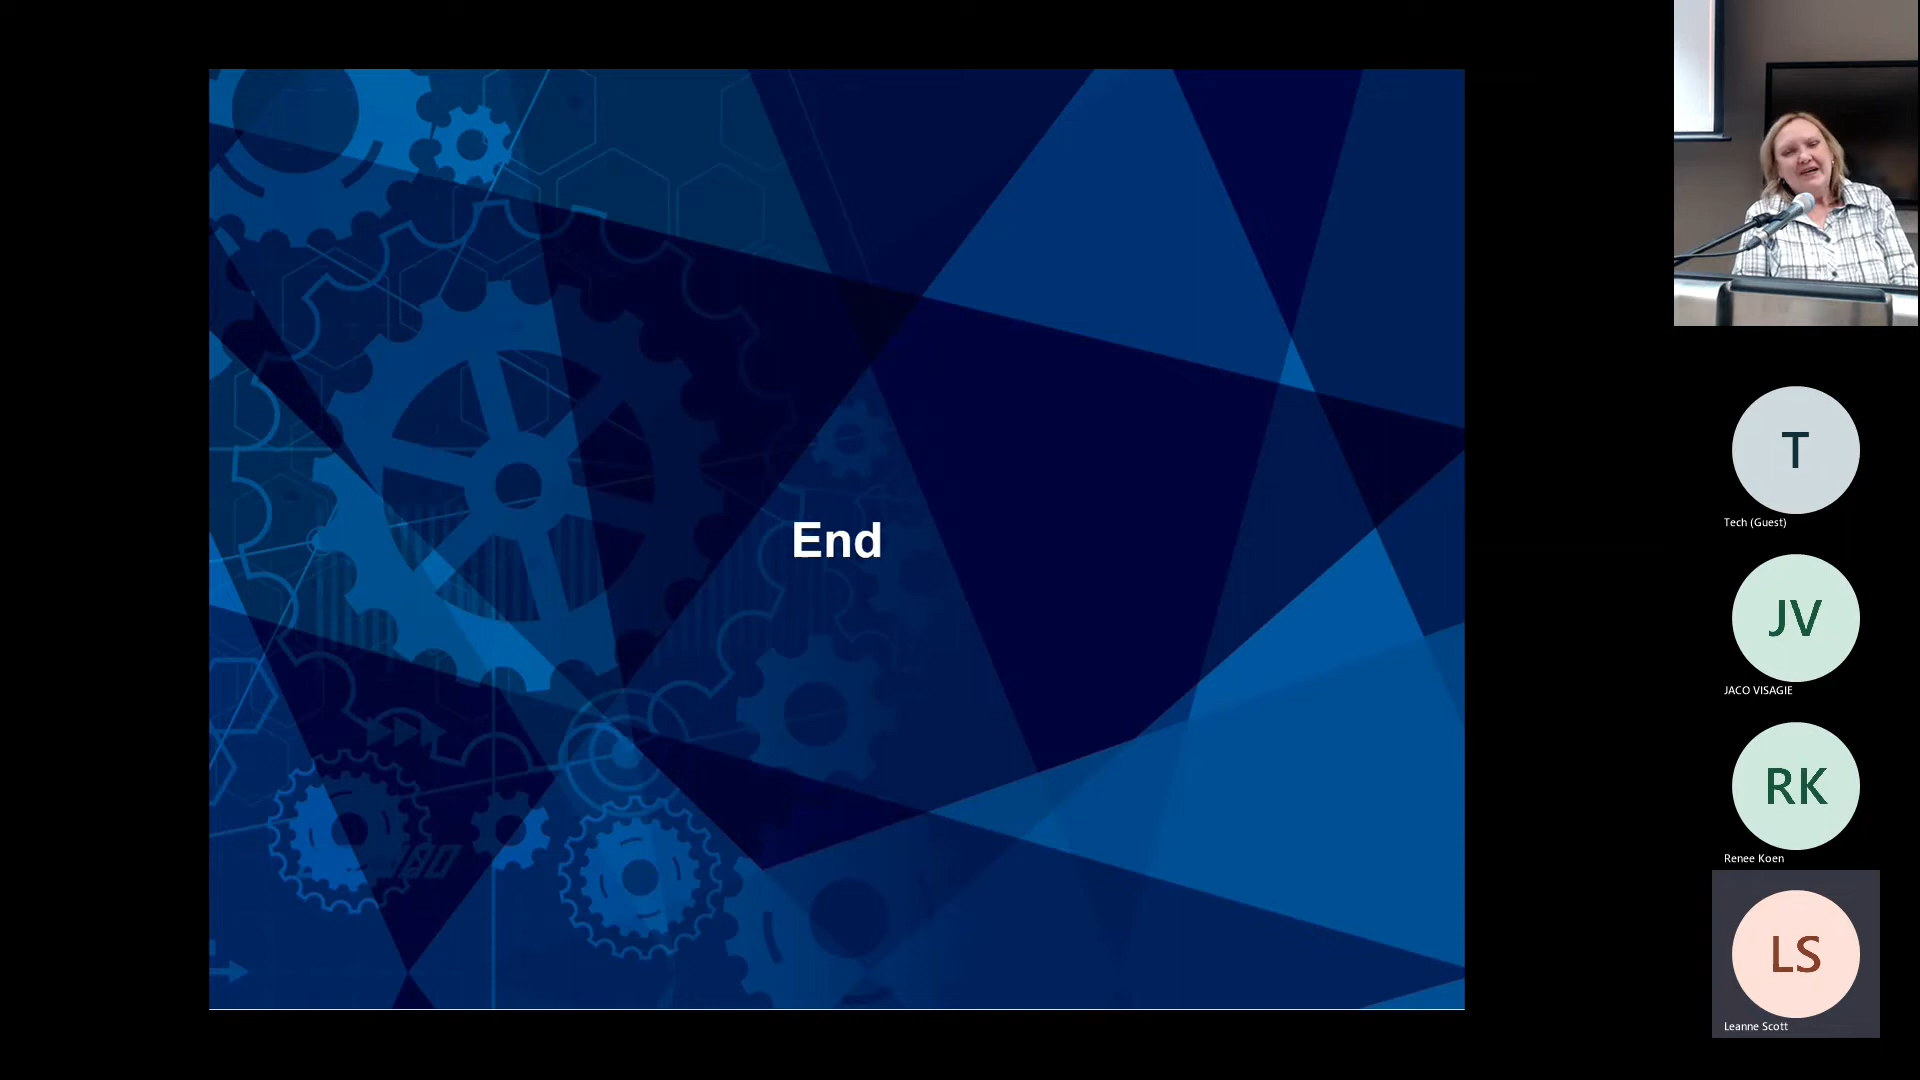 End
T
Tech (Guest)
JV
JACO VISAGIE
RK
Renee Koen
LS
Leanne Scott